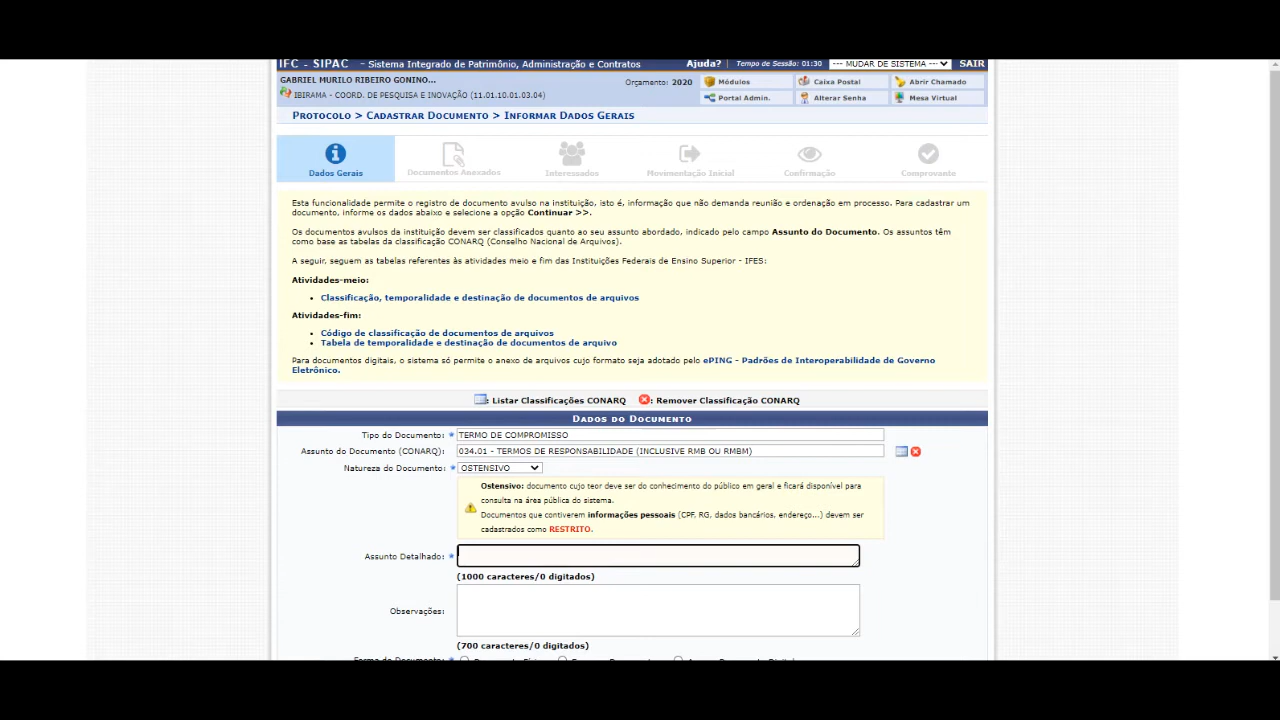 IFC - SIPAC - Sistema Integrado de Patrimônio, Administração e Contratos
Ajuda? Tempo de Sessão: 01:30 --- MUDAR DE SISTEMA --- SAIR
GABRIEL MURILO RIBEIRO GONINO...
Orçamento: 2020 Módulos Caixa Postal Abrir Chamado
IBIRAMA - COORD. DE PESQUISA E INOVAÇÃO (11.01.10.01.03.04)
Portal Admin. Alterar Senha Mesa Virtual
PROTOCOLO > CADASTRAR DOCUMENTO > INFORMAR DADOS GERAIS
Dados Gerais Documentos Anexados Interessados Movimentação Inicial Confirmação Comprovante
Esta funcionalidade permite o registro de documento avulso na instituição, isto é, informação que não demanda reunião e ordenação em processo. Para cadastrar um
documento, informe os dados abaixo e selecione a opção Continuar >>.
Os documentos avulsos da instituição devem ser classificados quanto ao seu assunto abordado, indicado pelo campo Assunto do Documento. Os assuntos têm
como base as tabelas da classificação CONARQ (Conselho Nacional de Arquivos).
A seguir, seguem as tabelas referentes às atividades meio e fim das Instituições Federais de Ensino Superior - IFES:
Atividades-meio:
• Classificação, temporalidade e destinação de documentos de arquivos
Atividades-fim:
• Código de classificação de documentos de arquivos
• Tabela de temporalidade e destinação de documentos de arquivo
Para documentos digitais, o sistema só permite o anexo de arquivos cujo formato seja adotado pelo ePING - Padrões de Interoperabilidade de Governo
Eletrônico.
: Listar Classificações CONARQ : Remover Classificação CONARQ
DADOS DO DOCUMENTO
Tipo do Documento: * TERMO DE COMPROMISSO
Assunto do Documento (CONARQ): * 034.01 - TERMOS DE RESPONSABILIDADE (INCLUSIVE RMB OU RMBM)
Natureza do Documento: * OSTENSIVO
Ostensivo: documento cujo teor deve ser do conhecimento do público em geral e ficará disponível para
consulta na área pública do sistema.
Documentos que contiverem informações pessoais (CPF, RG, dados bancários, endereço...) devem ser
cadastrados como RESTRITO.
Assunto Detalhado: *
(1000 caracteres/0 digitados)
Observações:
(700 caracteres/0 digitados)